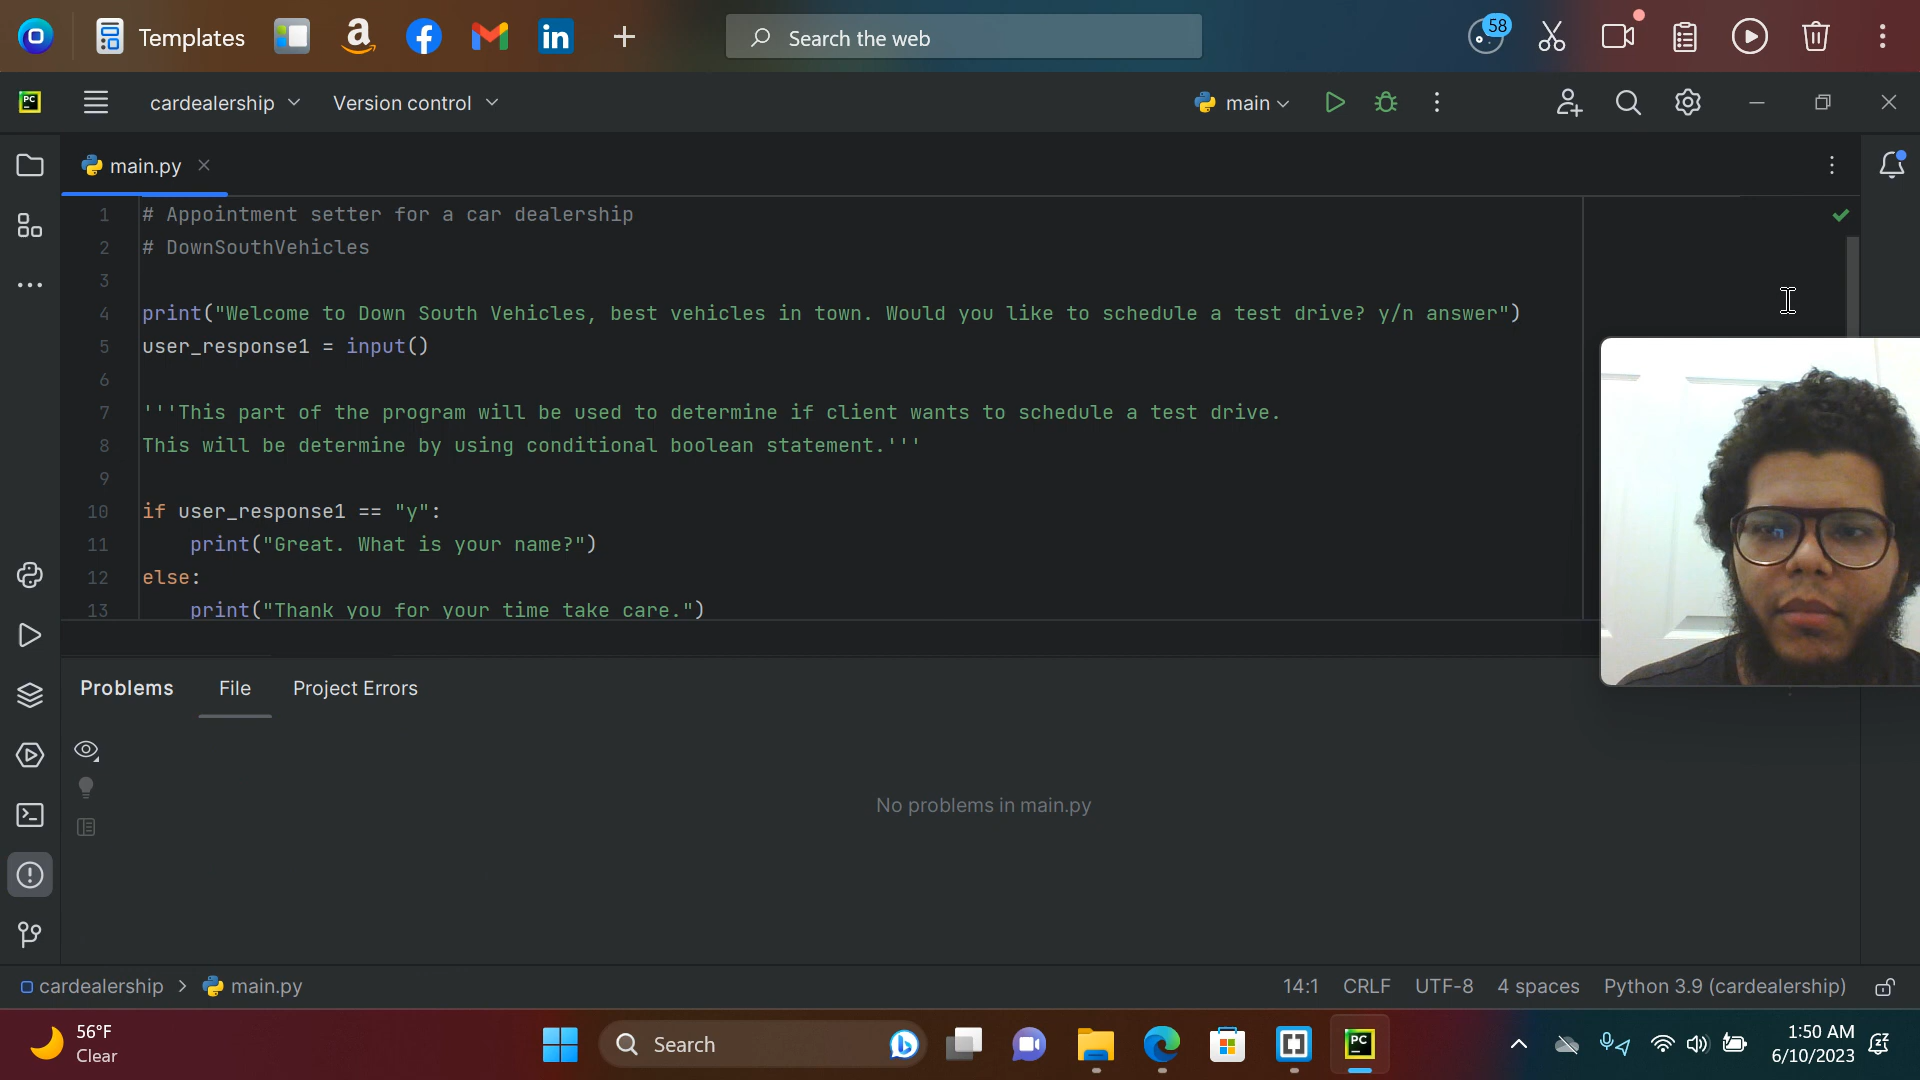 Templates
Search the web
58
PC
cardealership
Version control
main
main.py
1 # Appointment setter for a car dealership
2 # DownSouthVehicles
3
4 print("Welcome to Down South Vehicles, best vehicles in town. Would you like to schedule a test drive? y/n answer")
5 user_response1 = input()
6
7 '''This part of the program will be used to determine if client wants to schedule a test drive.
8 This will be determine by using conditional boolean statement.'''
9
10 if user_response1 == "y":
11 print("Great. What is your name?")
12 else:
13 print("Thank you for your time take care.")
Problems File Project Errors
No problems in main.py
cardealership > main.py
14:1 CRLF UTF-8 4 spaces Python 3.9 (cardealership)
56°F
Clear
Search
PC
1:50 AM
6/10/2023